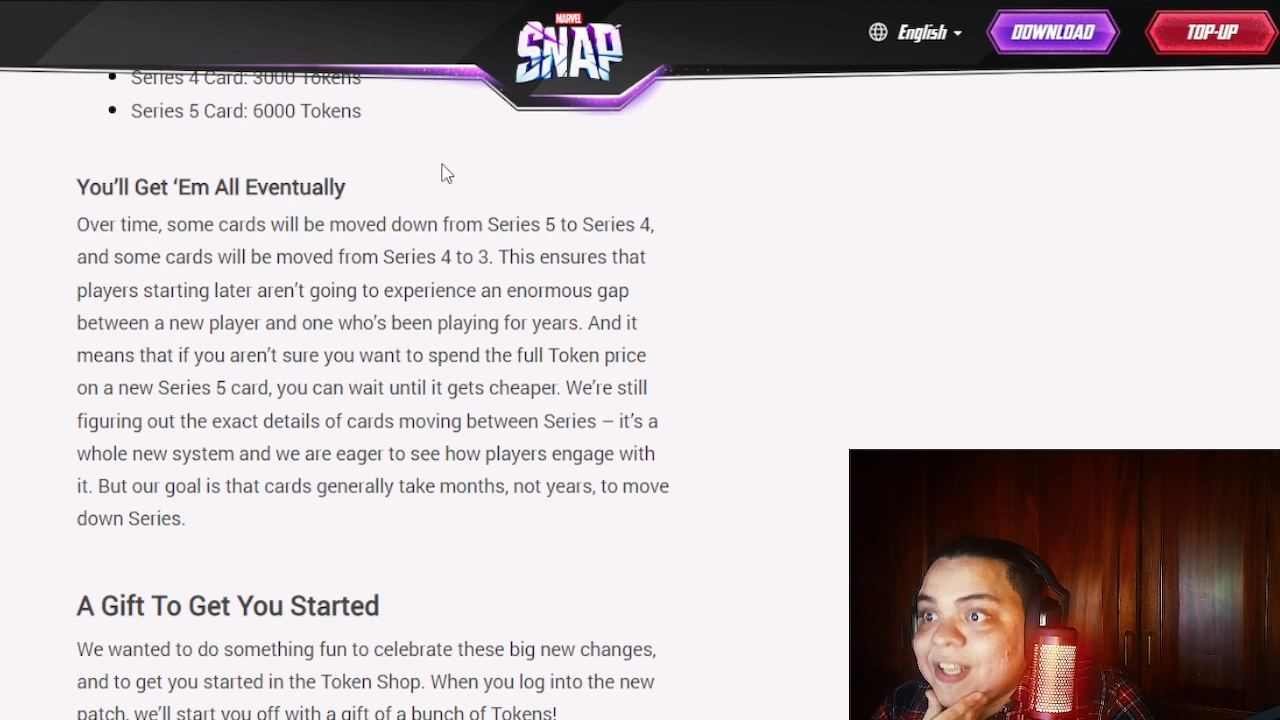 MARVEL
SNAP
English
DOWNLOAD
TOP-UP
Series 4 Card: 3000 Tokens
Series 5 Card: 6000 Tokens
You'll Get 'Em All Eventually
Over time, some cards will be moved down from Series 5 to Series 4,
and some cards will be moved from Series 4 to 3. This ensures that
players starting later aren't going to experience an enormous gap
between a new player and one who's been playing for years. And it
means that if you aren't sure you want to spend the full Token price
on a new Series 5 card, you can wait until it gets cheaper. We're still
figuring out the exact details of cards moving between Series – it's a
whole new system and we are eager to see how players engage with
it. But our goal is that cards generally take months, not years, to move
down Series.
A Gift To Get You Started
We wanted to do something fun to celebrate these big new changes,
and to get you started in the Token Shop. When you log into the new
patch, we'll start you off with a gift of a bunch of Tokens!